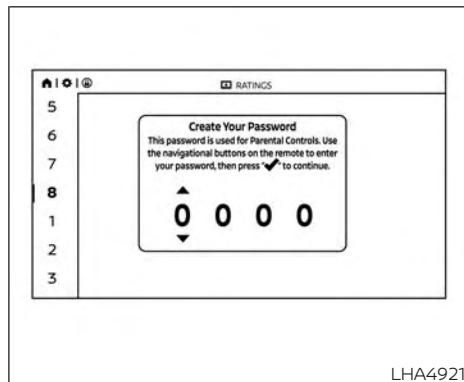 RATINGS
5
6
7
8
1
2
3
Create Your Password
This password is used for Parental Controls. Use
the navigational buttons on the remote to enter
your password, then press "✔" to continue.
0 0 0 0
LHA4921